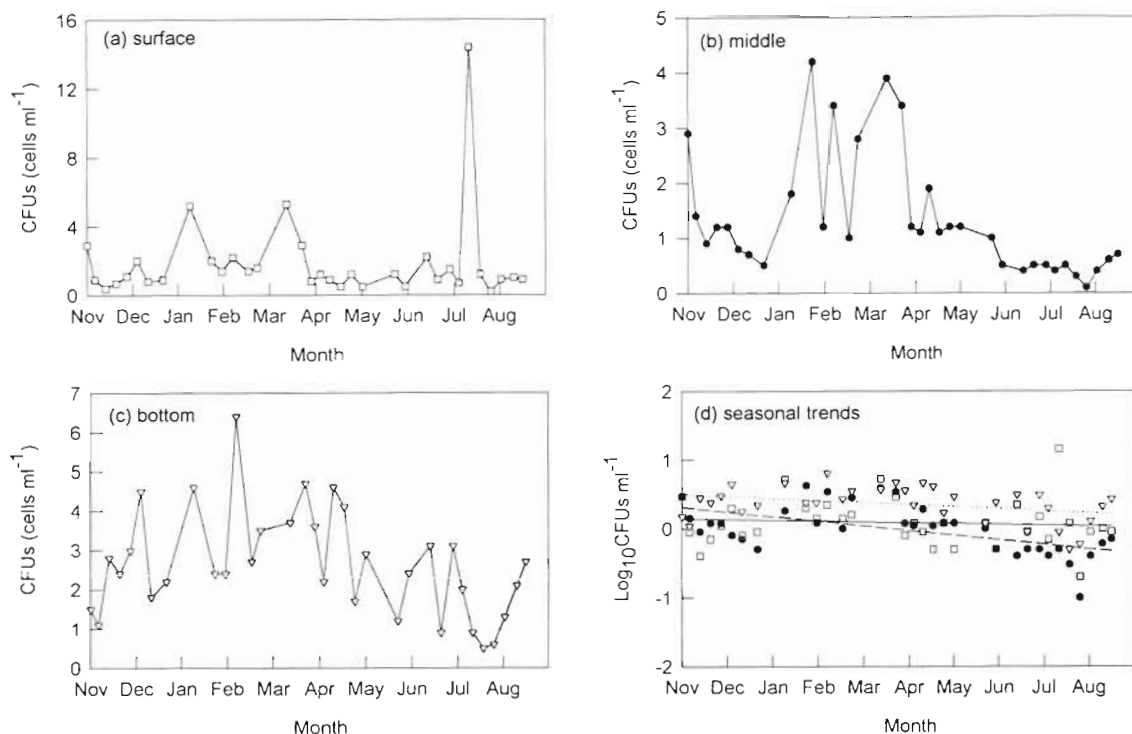 (a) surface
CFUs (cells ml⁻¹)
16
12
8
4
0
Nov Dec Jan Feb Mar Apr May Jun Jul Aug
Month
(b) middle
CFUs (cells ml⁻¹)
5
4
3
2
1
0
Nov Dec Jan Feb Mar Apr May Jun Jul Aug
Month
(c) bottom
CFUs (cells ml⁻¹)
7
6
5
4
3
2
1
0
Nov Dec Jan Feb Mar Apr May Jun Jul Aug
Month
(d) seasonal trends
Log₁₀CFUs ml⁻¹
2
1
0
-1
-2
Nov Dec Jan Feb Mar Apr May Jun Jul Aug
Month